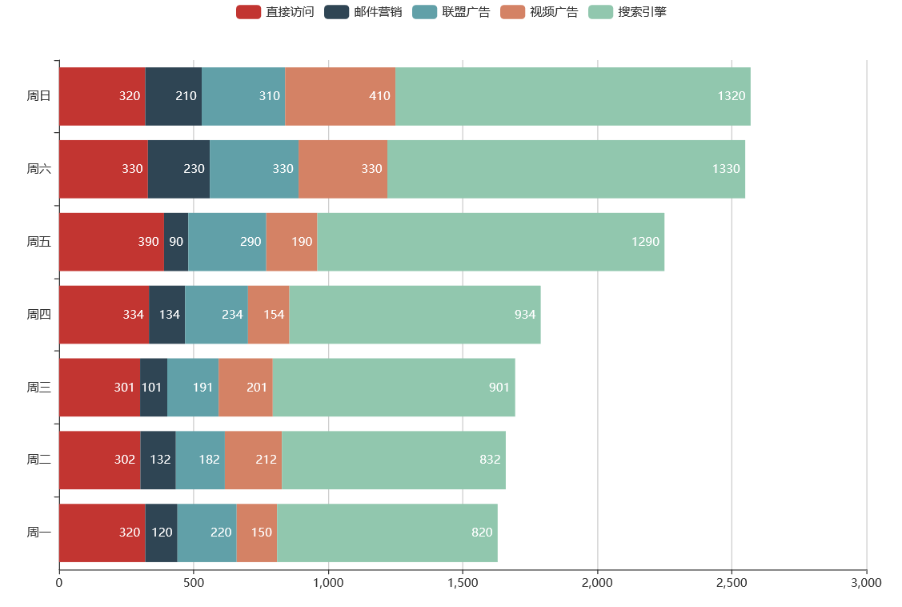 直接访问 邮件营销 联盟广告 视频广告 搜索引擎
周日 320 210 310 410 1320
周六 330 230 330 330 1330
周五 390 90 290 190 1290
周四 334 134 234 154 934
周三 301 101 191 201 901
周二 302 132 182 212 832
周一 320 120 220 150 820
0 500 1,000 1,500 2,000 2,500 3,000